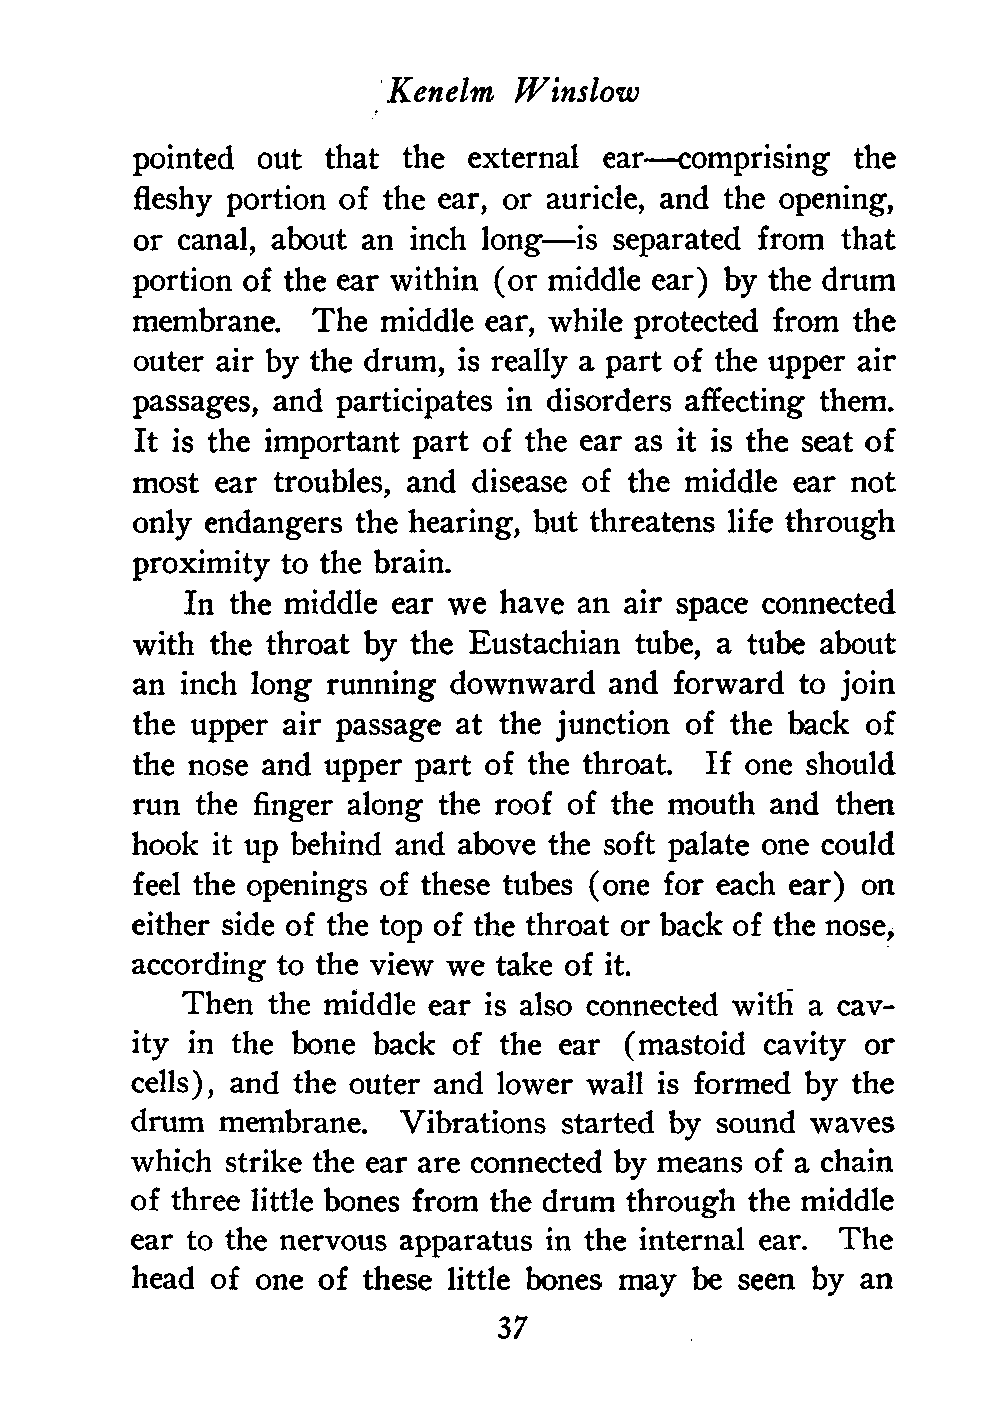 Kenelm Winslow
pointed out that the external ear—comprising the
fleshy portion of the ear, or auricle, and the opening,
or canal, about an inch long—is separated from that
portion of the ear within (or middle ear) by the drum
membrane. The middle ear, while protected from the
outer air by the drum, is really a part of the upper air
passages, and participates in disorders affecting them.
It is the important part of the ear as it is the seat of
most ear troubles, and disease of the middle ear not
only endangers the hearing, but threatens life through
proximity to the brain.
In the middle ear we have an air space connected
with the throat by the Eustachian tube, a tube about
an inch long running downward and forward to join
the upper air passage at the junction of the back of
the nose and upper part of the throat. If one should
run the finger along the roof of the mouth and then
hook it up behind and above the soft palate one could
feel the openings of these tubes (one for each ear) on
either side of the top of the throat or back of the nose,
according to the view we take of it.
Then the middle ear is also connected with a cav-
ity in the bone back of the ear (mastoid cavity or
cells), and the outer and lower wall is formed by the
drum membrane. Vibrations started by sound waves
which strike the ear are connected by means of a chain
of three little bones from the drum through the middle
ear to the nervous apparatus in the internal ear. The
head of one of these little bones may be seen by an
37